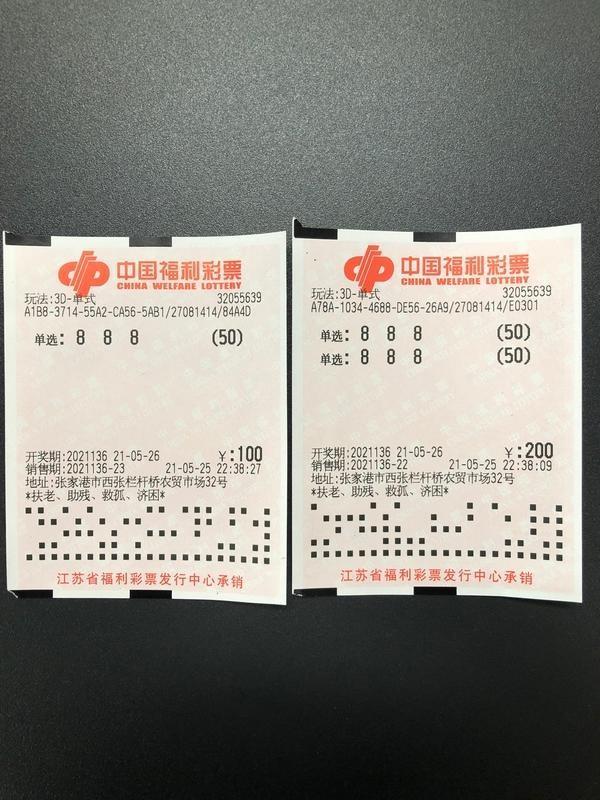 中国福利彩票
CHINA WELFARE LOTTERY
玩法:3D-单式 32055639
A1B8-3714-55A2-CA56-5AB1/27081414/84A4D
单选: 8 8 8 (50)
开奖期:2021136 21-05-26 ¥:100
销售期:2021136-23 21-05-25 22:38:27
地址:张家港市西张栏杆桥农贸市场32号
*扶老、助残、救孤、济困*
江苏省福利彩票发行中心承销
中国福利彩票
CHINA WELFARE LOTTERY
玩法:3D-单式 32055639
A78A-1034-4688-DE56-26A9/27081414/E0301
单选: 8 8 8 (50)
单选: 8 8 8 (50)
开奖期:2021136 21-05-26 ¥:200
销售期:2021136-22 21-05-25 22:38:09
地址:张家港市西张栏杆桥农贸市场32号
*扶老、助残、救孤、济困*
江苏省福利彩票发行中心承销